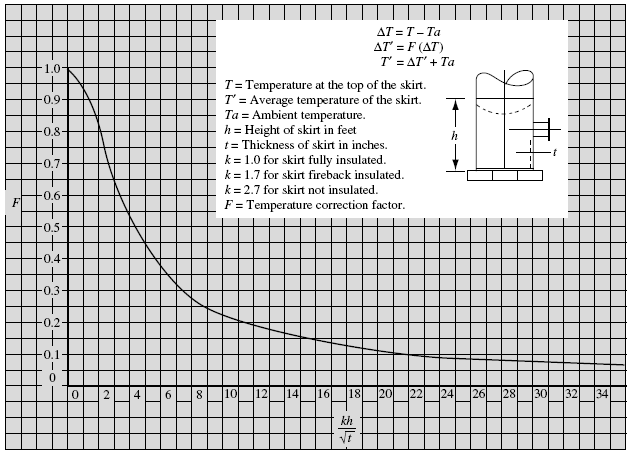 ΔT = T – Ta
ΔT′ = F (ΔT)
T′ = ΔT′ + Ta
T = Temperature at the top of the skirt.
T′ = Average temperature of the skirt.
Ta = Ambient temperature.
h = Height of skirt in feet
t = Thickness of skirt in inches.
k = 1.0 for skirt fully insulated.
k = 1.7 for skirt fireback insulated.
k = 2.7 for skirt not insulated.
F = Temperature correction factor.
h
t
1.0
0.9
0.8
0.7
0.6
F
0.5
0.4
0.3
0.2
0.1
0
0 2 4 6 8 10 12 14 16 18 20 22 24 26 28 30 32 34
kh
√t